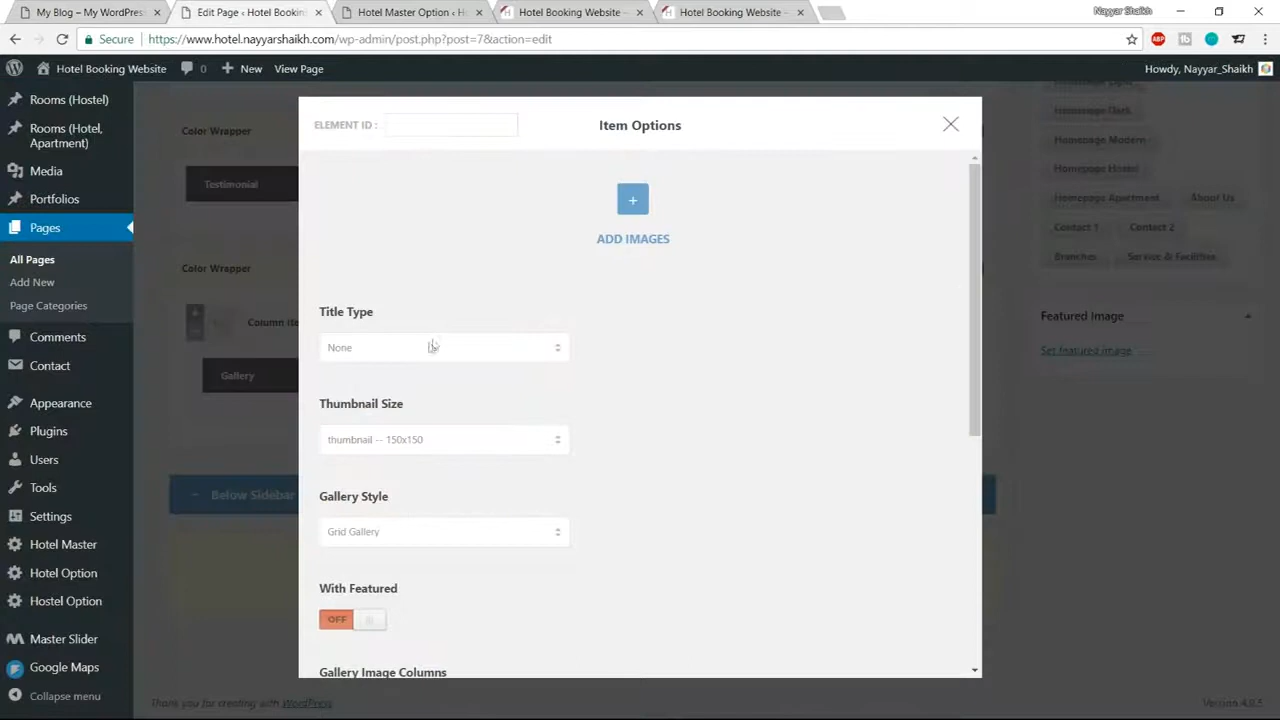 My Blog – My WordPress
Edit Page ‹ Hotel Bookin
Hotel Master Option ‹ H
Hotel Booking Website –
Hotel Booking Website –
Nayyar Shaikh
Secure
https://www.hotel.nayyarshaikh.com/wp-admin/post.php?post=7&action=edit
ABP
Hotel Booking Website
0
New
View Page
Howdy, Nayyar_Shaikh
Rooms (Hostel)
Rooms (Hotel,
Apartment)
Media
Portfolios
Pages
All Pages
Add New
Page Categories
Comments
Contact
Appearance
Plugins
Users
Tools
Settings
Hotel Master
Hotel Option
Hostel Option
Master Slider
Google Maps
Collapse menu
Color Wrapper
Testimonial
Color Wrapper
Column Ite
Gallery
Below Sidebar
Thank you for creating with WordPress.
ELEMENT ID :
Item Options
ADD IMAGES
Title Type
None
Thumbnail Size
thumbnail -- 150x150
Gallery Style
Grid Gallery
With Featured
OFF
Gallery Image Columns
Homepage Dark
Homepage Modern
Homepage Hostel
Homepage Apartment
About Us
Contact 1
Contact 2
Branches
Service & Facilities
Featured Image
Set featured image
Version 4.9.5